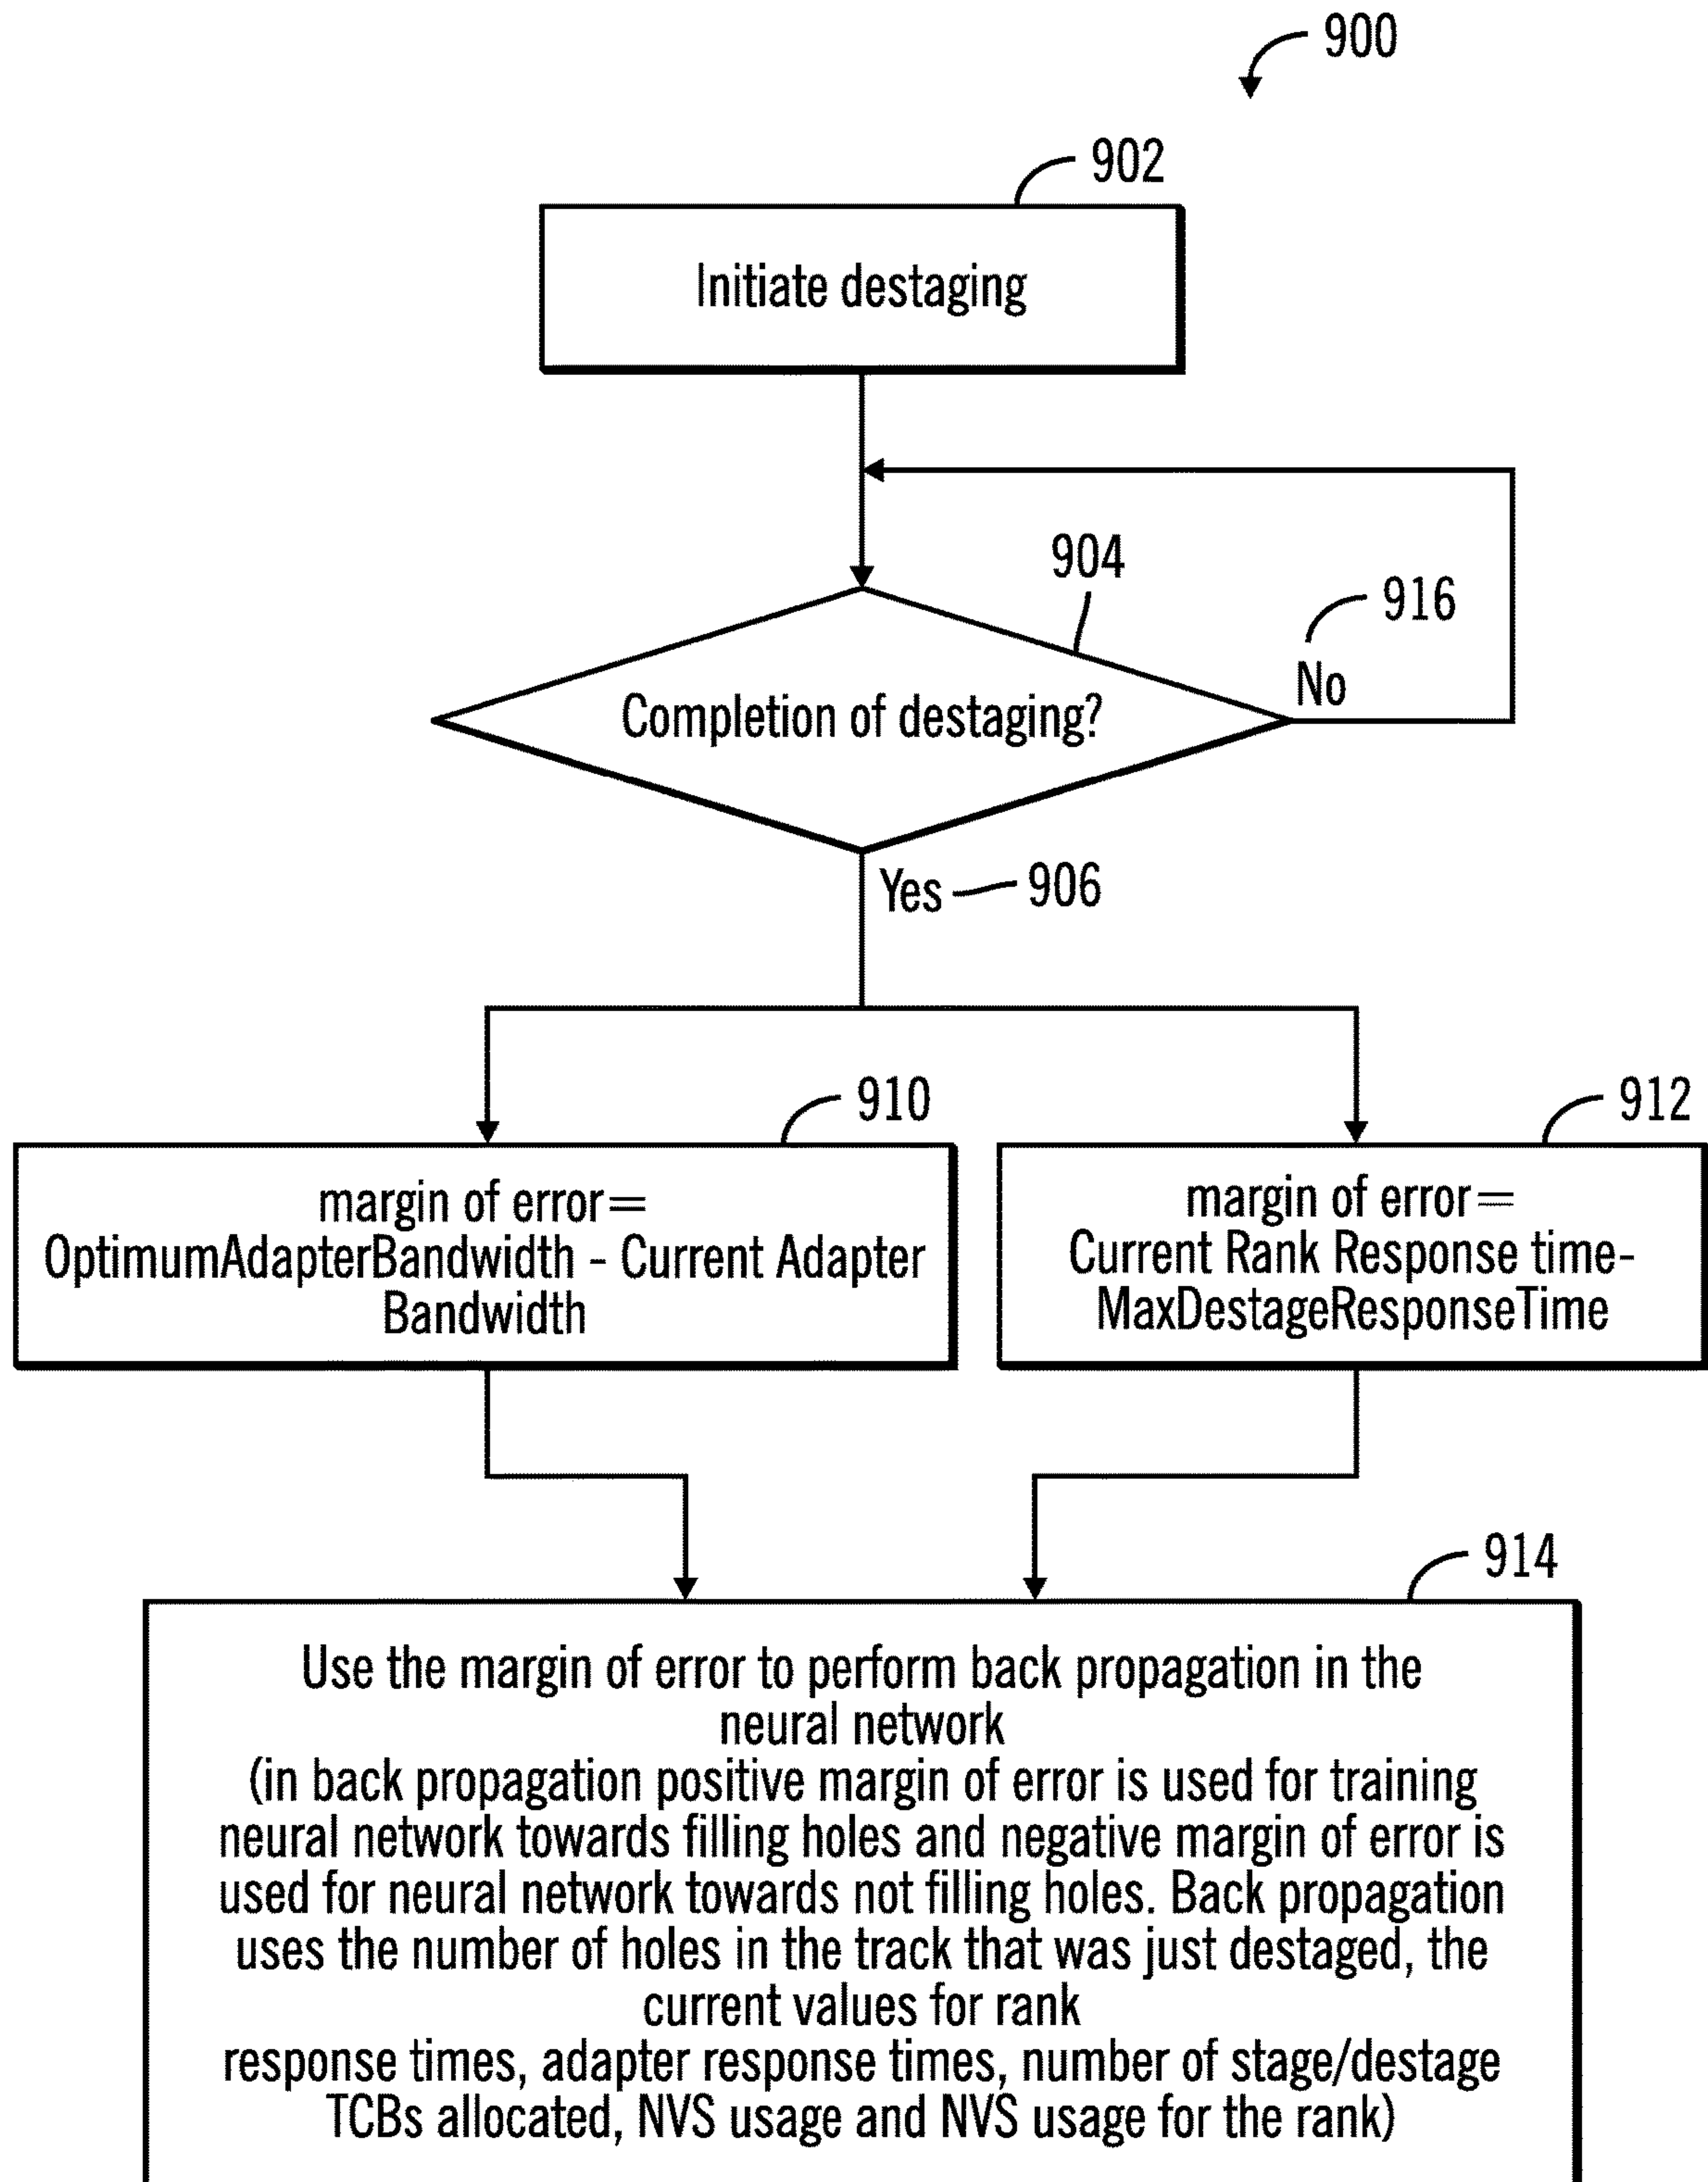 900
902
Initiate destaging
904
916
No
Completion of destaging?
Yes 906
910
margin of error=
OptimumAdapterBandwidth - Current Adapter
Bandwidth
912
margin of error=
Current Rank Response time-
MaxDestageResponseTime
914
Use the margin of error to perform back propagation in the
neural network
(in back propagation positive margin of error is used for training
neural network towards filling holes and negative margin of error is
used for neural network towards not filling holes. Back propagation
uses the number of holes in the track that was just destaged, the
current values for rank
response times, adapter response times, number of stage/destage
TCBs allocated, NVS usage and NVS usage for the rank)